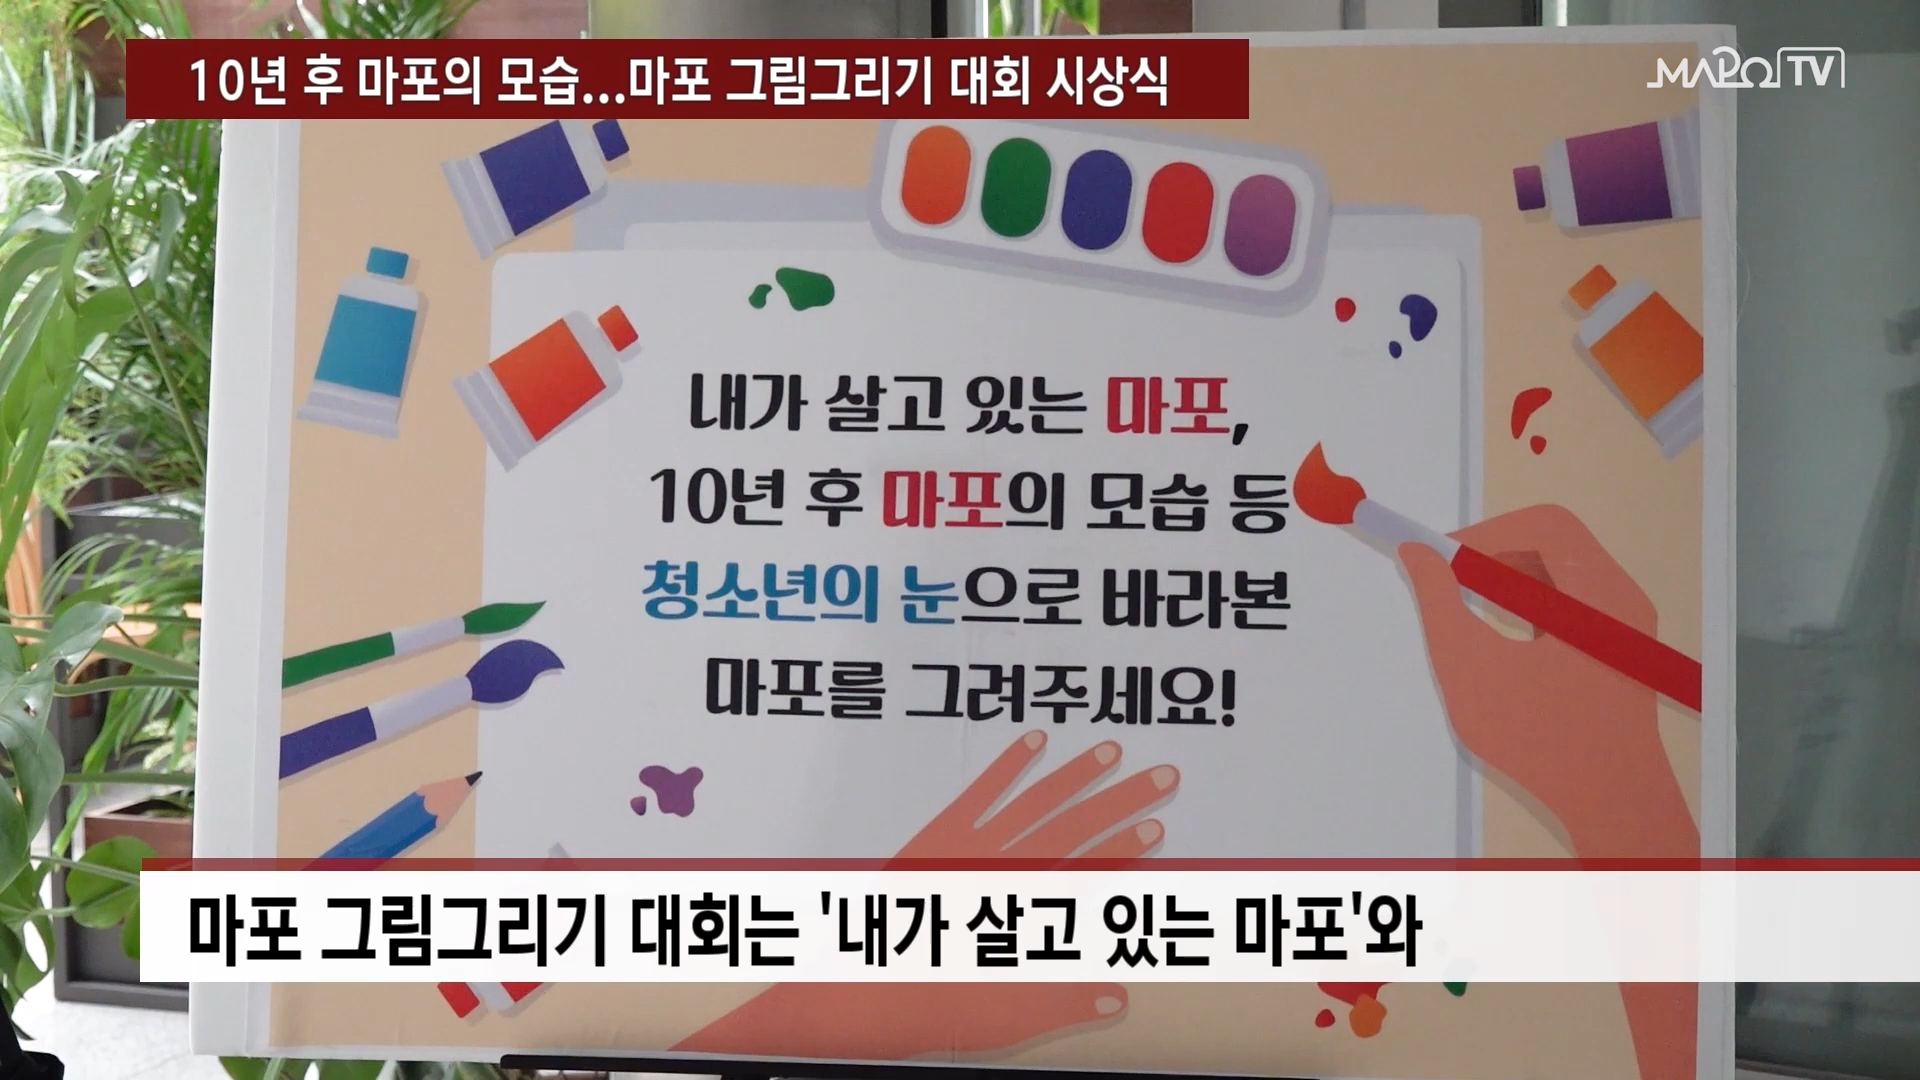 10년 후 마포의 모습...마포 그림그리기 대회 시상식
MAPO TV
내가 살고 있는 마포,
10년 후 마포의 모습 등
청소년의 눈으로 바라본
마포를 그려주세요!
마포 그림그리기 대회는 '내가 살고 있는 마포'와